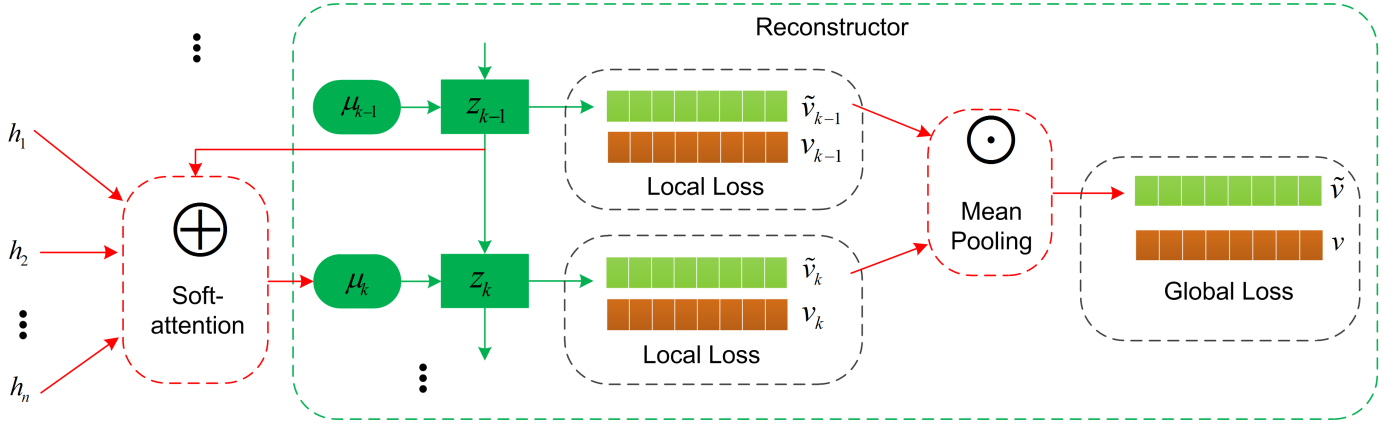 Reconstructor
μₖ₋₁
zₖ₋₁
ṽₖ₋₁
vₖ₋₁
Local Loss
h₁
h₂
hₙ
Soft-
attention
μₖ
zₖ
ṽₖ
vₖ
Local Loss
Mean
Pooling
ṽ
v
Global Loss